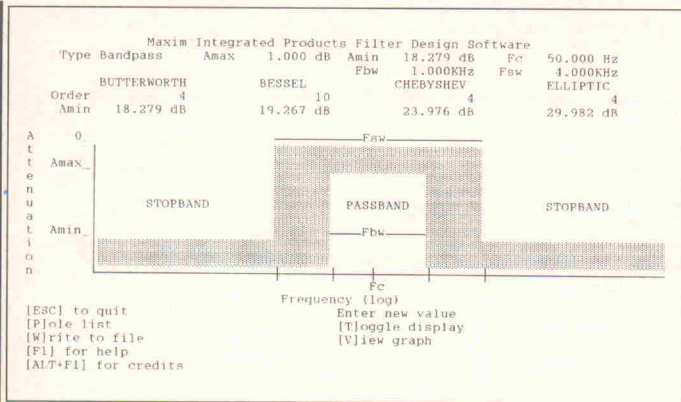 Maxim Integrated Products Filter Design Software
Type Bandpass Amax 1.000 dB Amin 18.279 dB Fc 50.000 Hz
Fbw 1.000KHz Fsw 4.000KHz
BUTTERWORTH BESSEL CHEBYSHEV ELLIPTIC
Order 4 10 4 4
Amin 18.279 dB 19.267 dB 23.976 dB 29.982 dB
Attenuation
0
Fsw
Amax
STOPBAND PASSBAND STOPBAND
Amin
Fbw
Fc
Frequency (log)
[ESC] to quit Enter new value
[P]ole list [T]oggle display
[W]rite to file [V]iew graph
[F1] for help
[ALT+F1] for credits